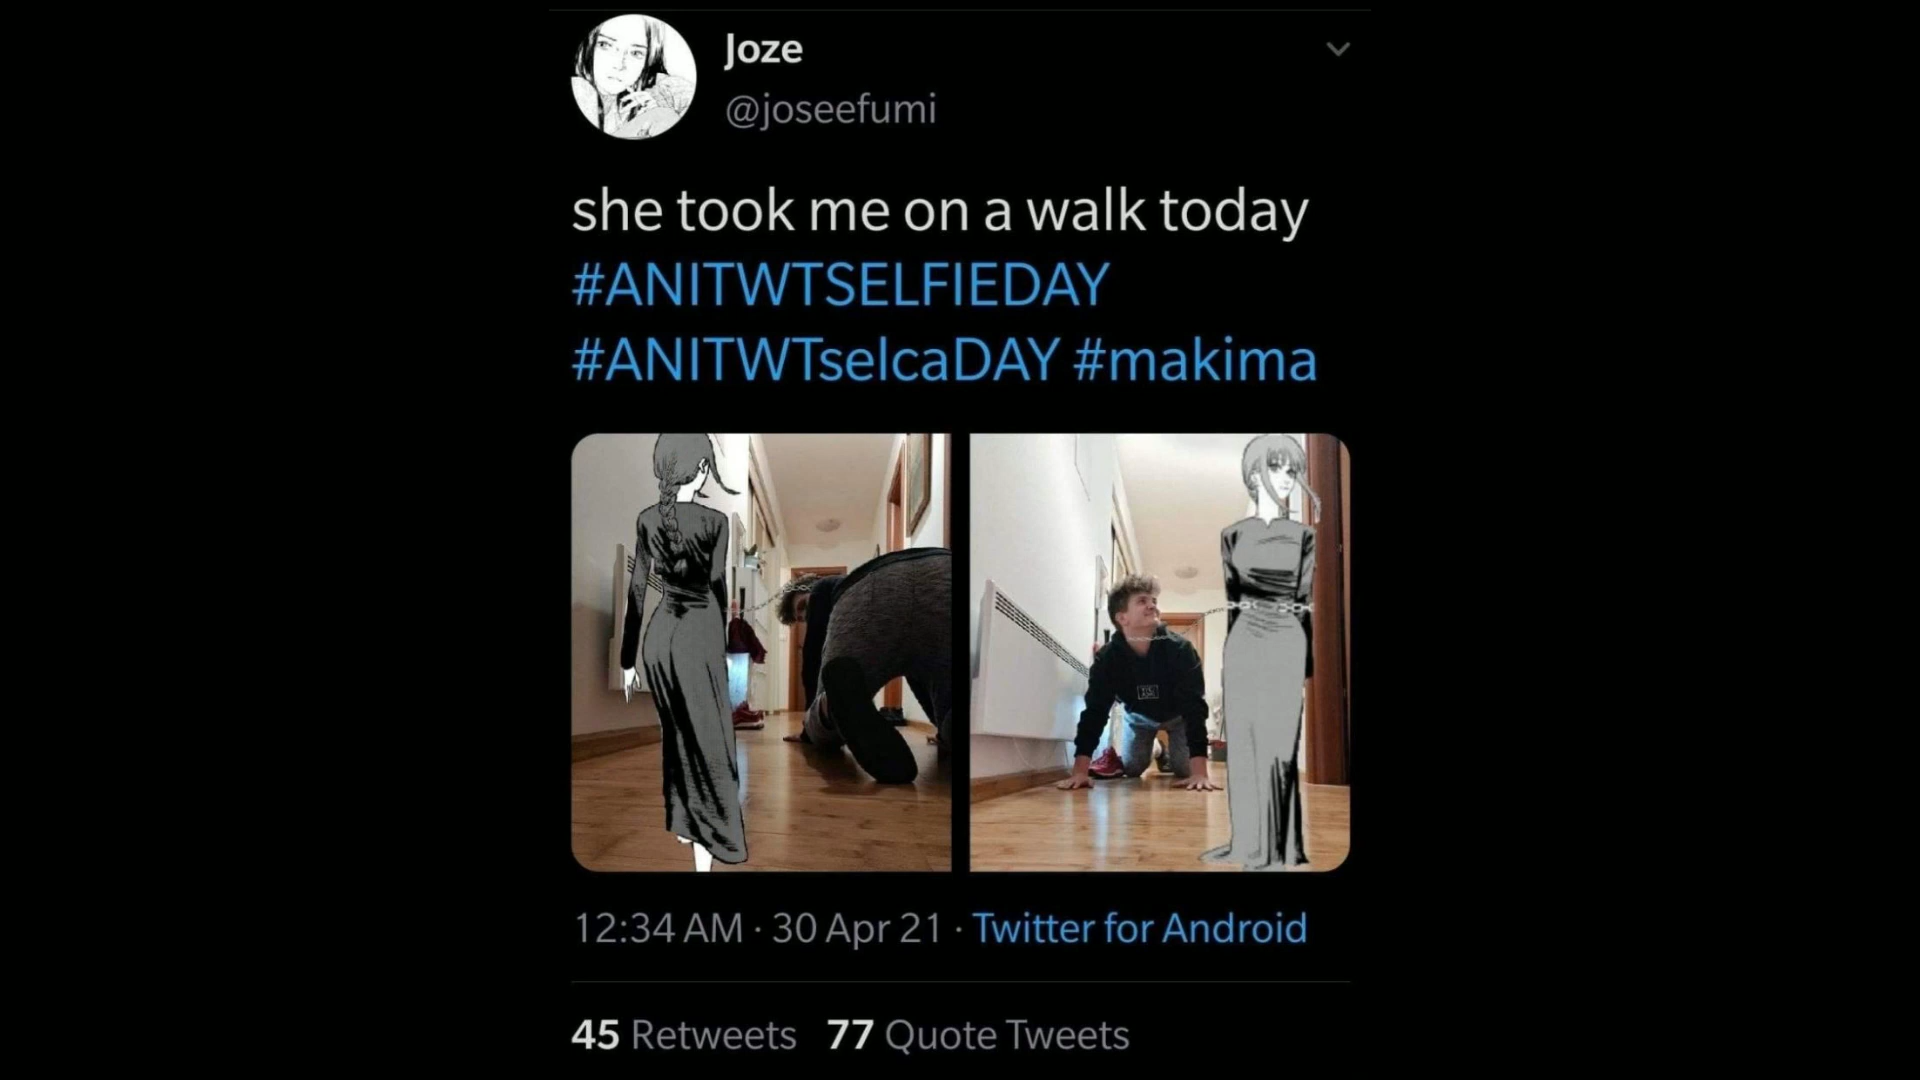 Joze
@joseefumi
she took me on a walk today
#ANITWTSELFIEDAY
#ANITWTselcaDAY #makima
12:34 AM · 30 Apr 21 · Twitter for Android
45 Retweets 77 Quote Tweets